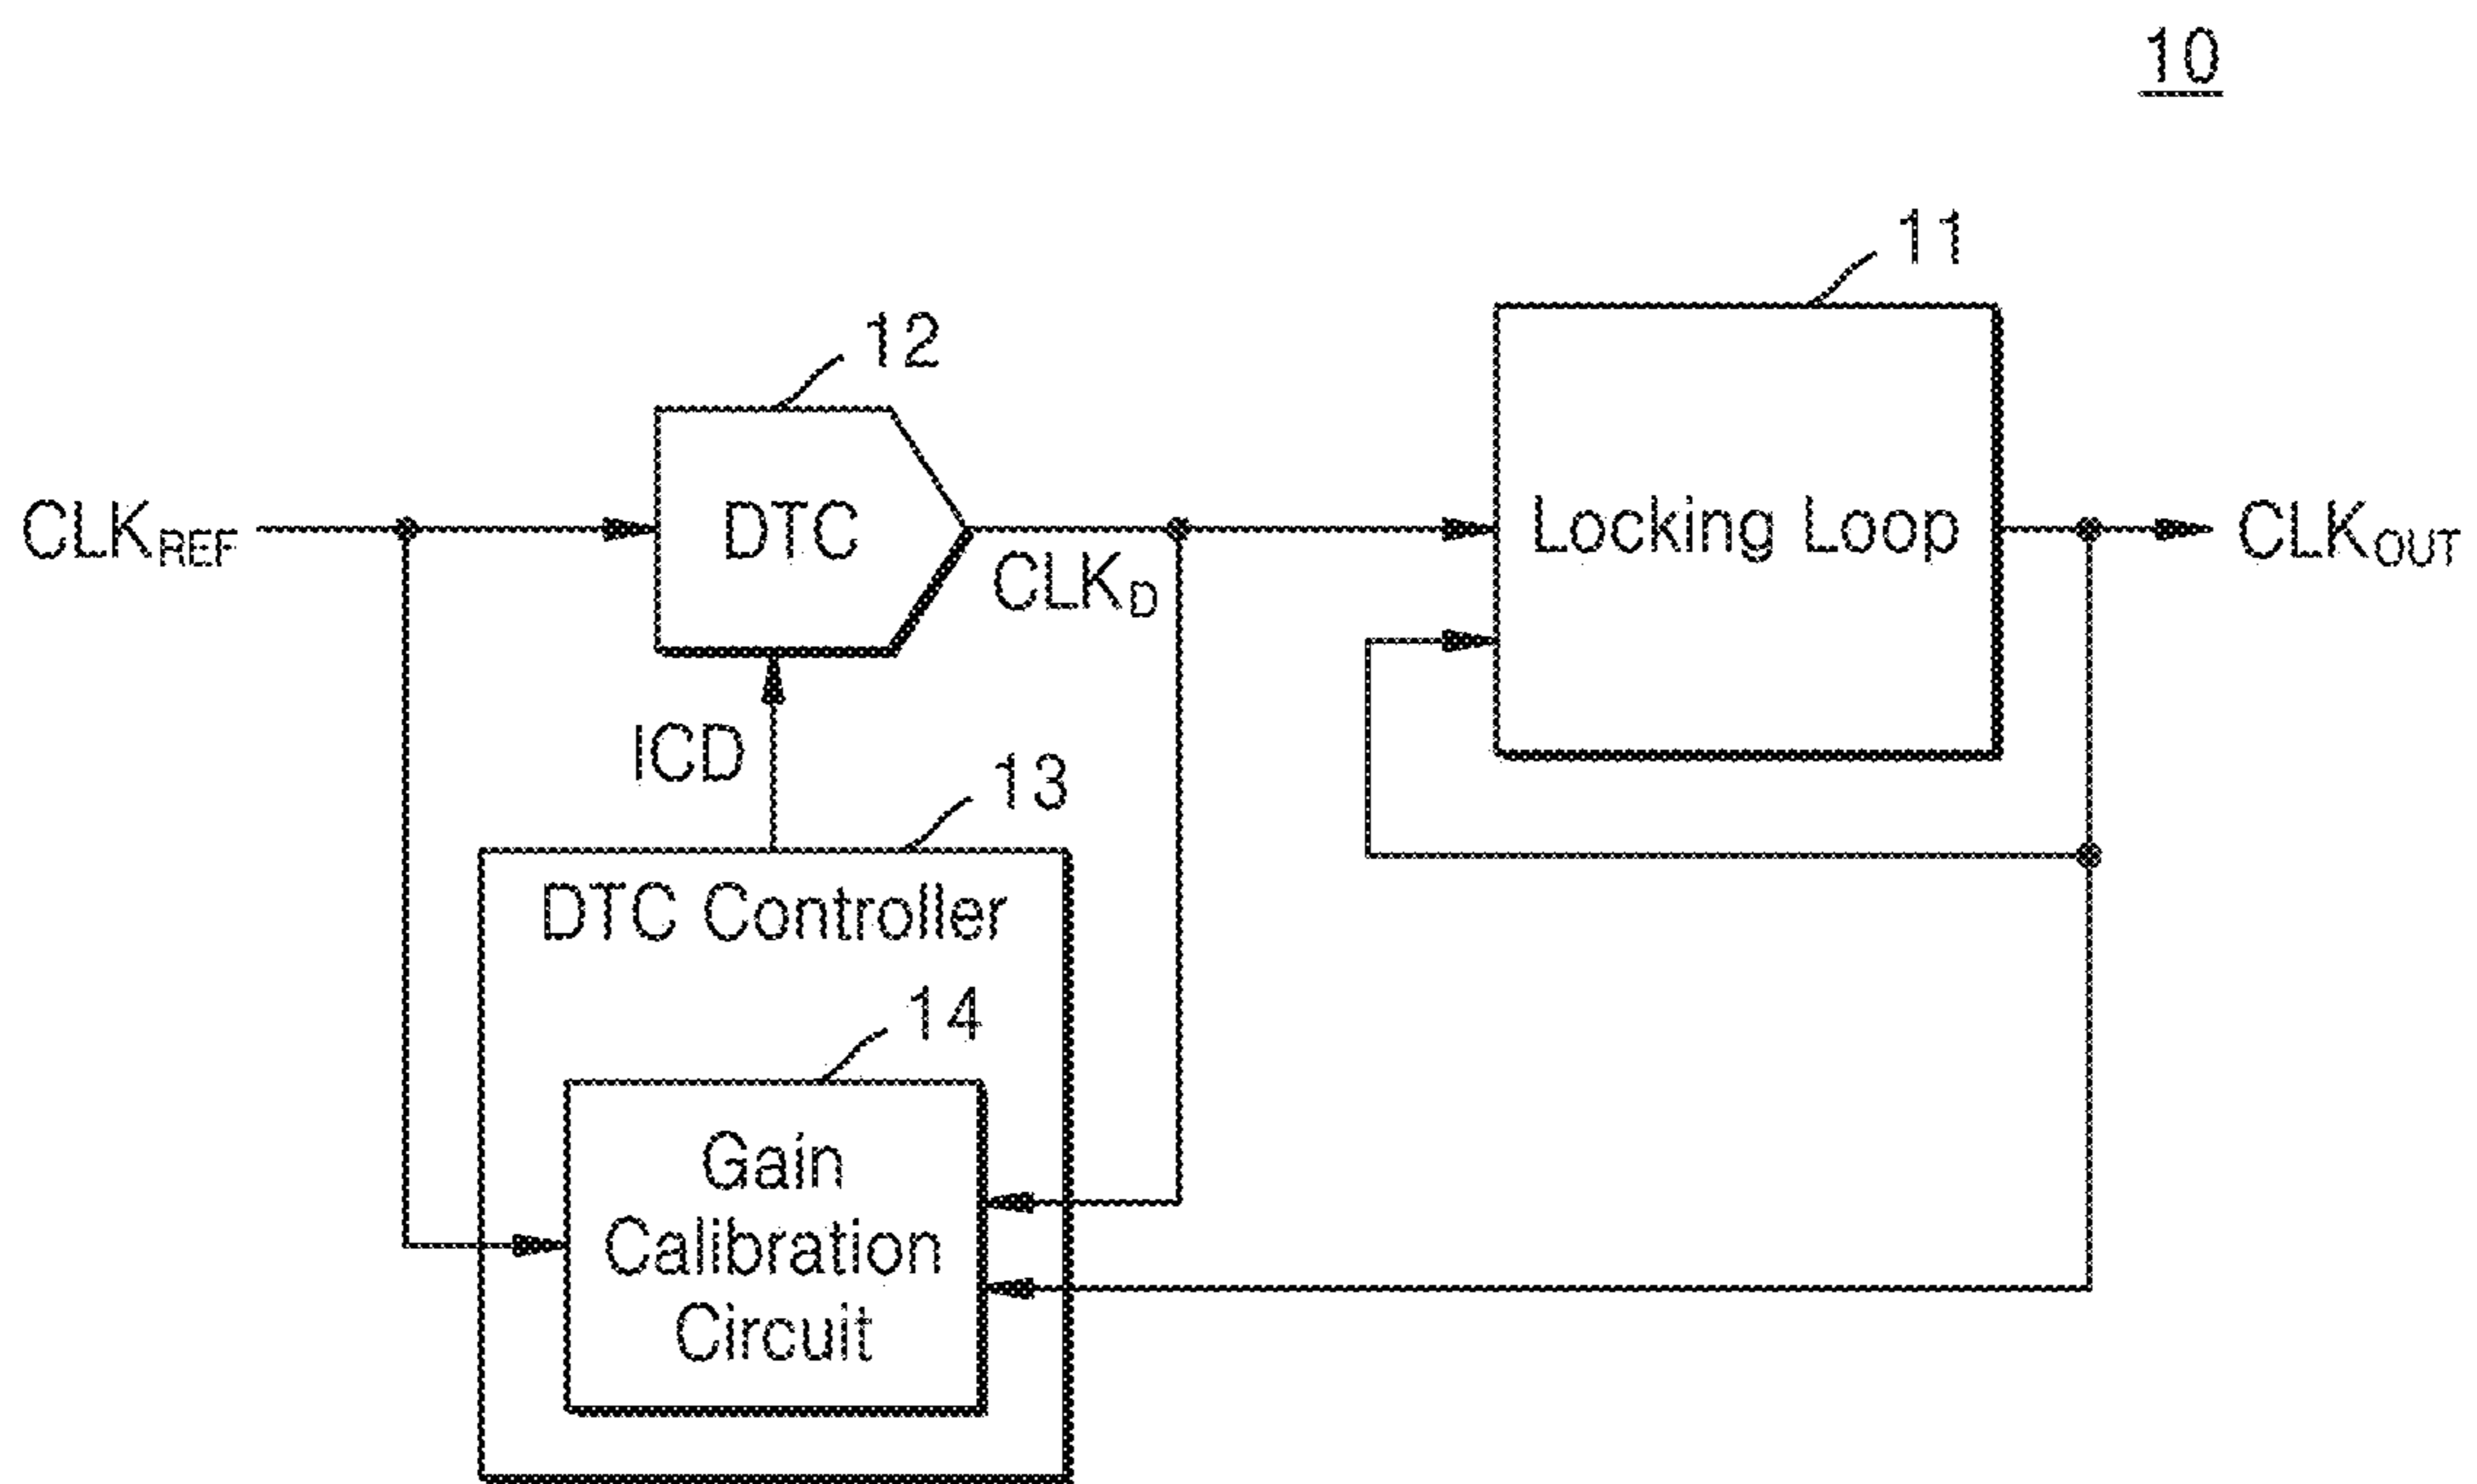 10
11
12
CLKREF
DTC
CLKD
Locking Loop
CLKOUT
ICD
13
DTC Controller
14
Gain
Calibration
Circuit